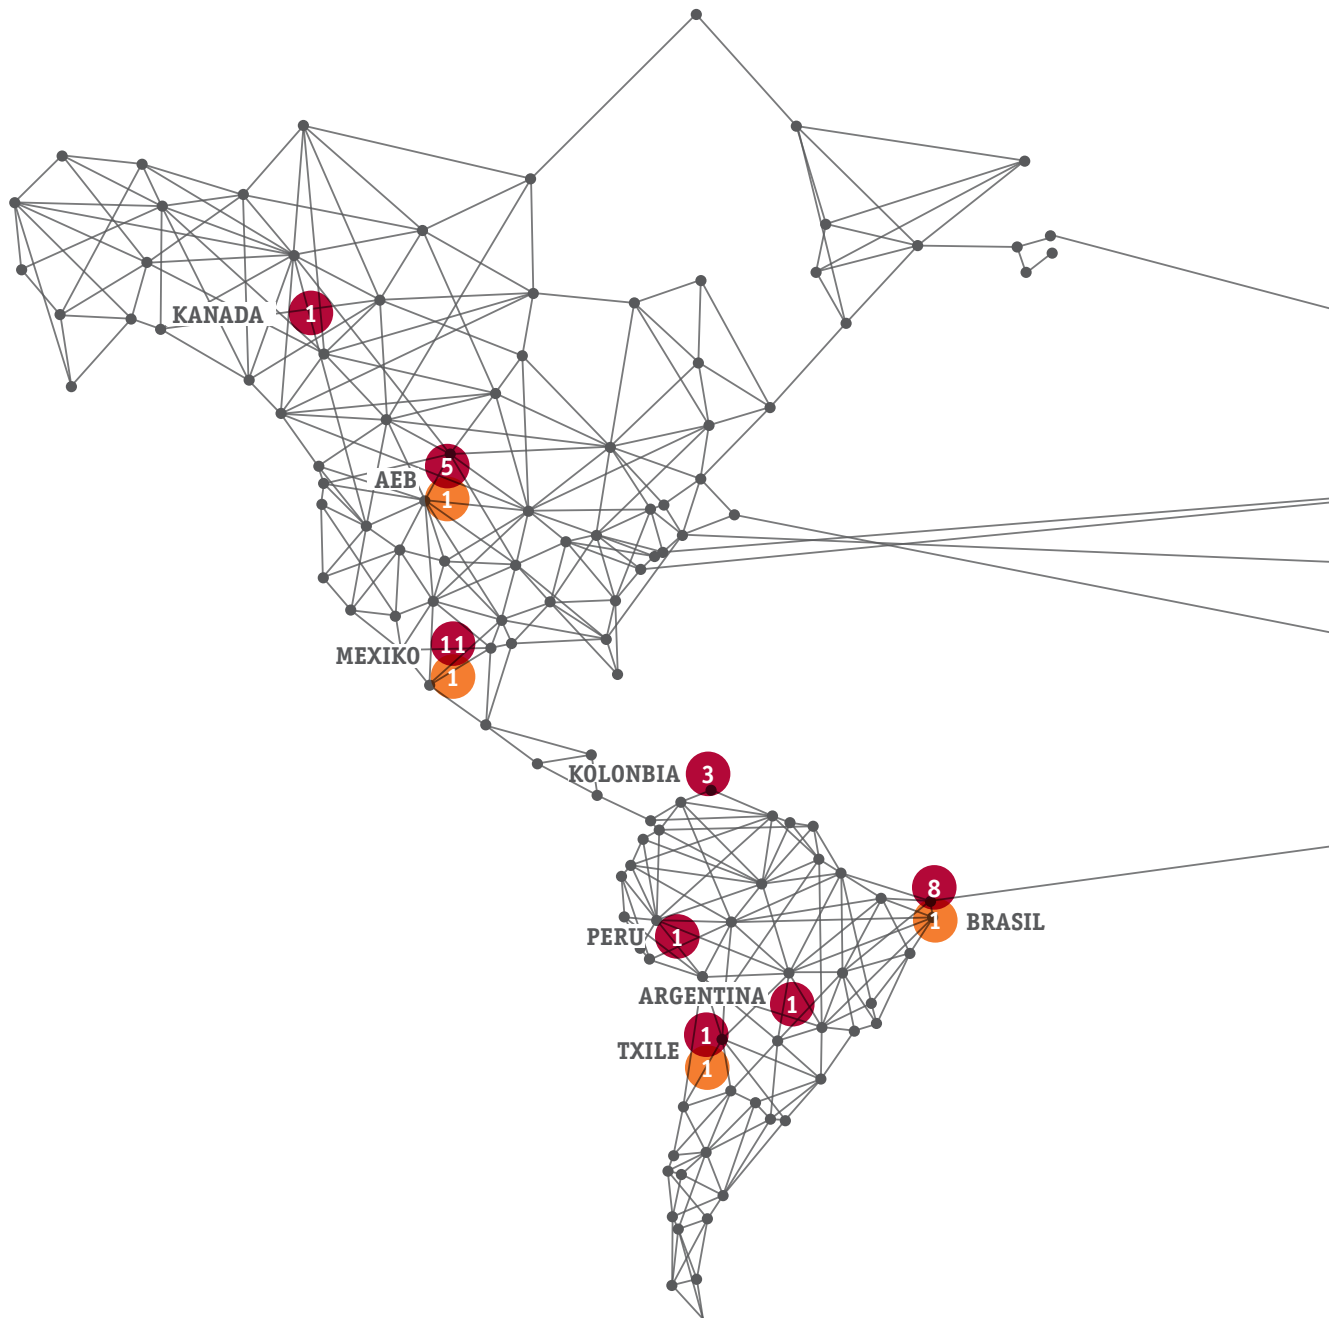 KANADA 1
5
AEB
1
11
MEXIKO
1
KOLONBIA 3
8
1 BRASIL
PERU 1
ARGENTINA 1
1
TXILE
1